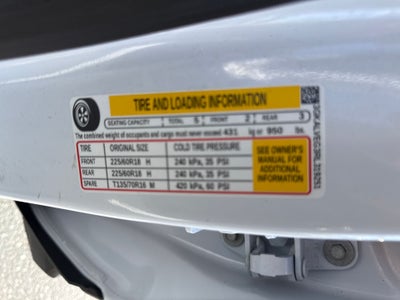 TIRE AND LOADING INFORMATION
SEATING CAPACITY TOTAL 5 FRONT 2 REAR 3
The combined weight of occupants and cargo must never exceed 431 kg or 950 lbs.
TIRE ORIGINAL SIZE COLD TIRE PRESSURE
FRONT 225/60R18 H 240 kPa, 35 PSI
REAR 225/60R18 H 240 kPa, 35 PSI
SPARE T135/70R16 M 420 kPa, 60 PSI
SEE OWNER'S
MANUAL FOR
ADDITIONAL
INFORMATION